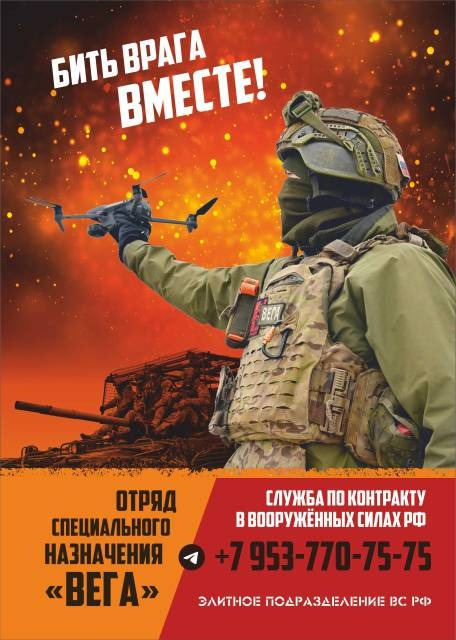 БИТЬ ВРАГА
ВМЕСТЕ!
ВЕГА
ОТРЯД
СПЕЦИАЛЬНОГО
НАЗНАЧЕНИЯ
«ВЕГА»
СЛУЖБА ПО КОНТРАКТУ
В ВООРУЖЁННЫХ СИЛАХ РФ
+7 953-770-75-75
ЭЛИТНОЕ ПОДРАЗДЕЛЕНИЕ ВС РФ